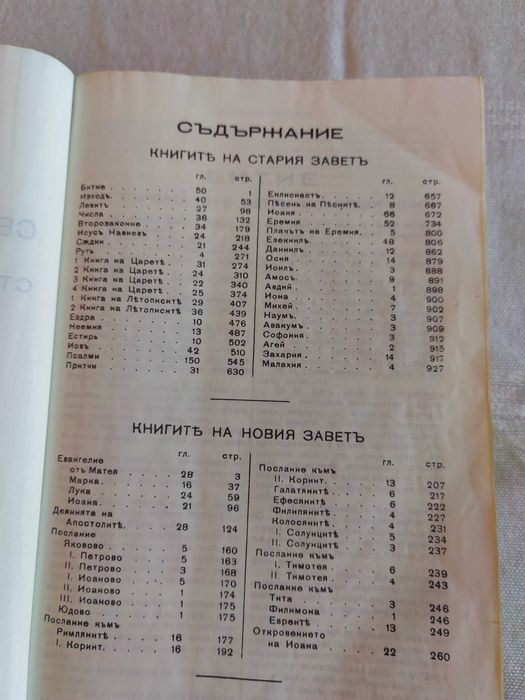 СЪДЪРЖАНИЕ
КНИГИТѢ НА СТАРИЯ ЗАВЕТЪ
гл. стр.
Битие 50 1
Изходъ 40 53
Левитъ 27 98
Числа 36 132
Второзаконие 34 179
Исусъ Навиевъ 24 218
Сѫдии 21 244
Рутъ 4 271
1 Книга на Царетѣ 31 274
2 Книга на Царетѣ 24 310
3 Книга на Царетѣ 22 340
4 Книга на Царетѣ 25 374
1 Книга на Лѣтописитѣ 29 407
2 Книга на Лѣтописитѣ 36 439
Ездра 10 476
Неемия 13 487
Естирь 10 502
Иовъ 42 510
Псалми 150 545
Притчи 31 630
гл. стр.
Еклисиастъ 12 657
Пѣсень на Пѣснитѣ 8 667
Исаия 66 672
Еремия 52 734
Плачътъ на Еремия 5 800
Езекиилъ 48 806
Даниилъ 12 862
Осия 14 879
Иоилъ 3 888
Амосъ 9 891
Авдий 1 898
Иона 4 900
Михей 7 902
Наумъ 3 907
Авакумъ 3 909
Софония 3 912
Агей 2 915
Захария 14 917
Малахия 4 927
КНИГИТѢ НА НОВИЯ ЗАВЕТЪ
гл. стр.
Евангелие
отъ Матея 28 3
Марка 16 37
Лука 24 59
Иоана 21 96
Деянията на
Апостолитѣ 28 124
Послание
Яковово 5 160
I. Петрово 5 163
II. Петрово 3 168
I. Иоаново 5 170
II. Иоаново 1 174
III. Иоаново 1 175
Юдово 1 175
Послание къмъ
Римлянитѣ 16 177
I. Коринт. 16 192
гл. стр.
Послание къмъ
II. Коринт. 13 207
Галатянитѣ 6 217
Ефесянитѣ 6 222
Филипянитѣ 4 227
Колосянитѣ 4 231
I. Солунцитѣ 5 234
II. Солунцитѣ 3 237
Послание къмъ
I. Тимотея 6 239
II. Тимотея 4 243
Послание къмъ
Тита 3 246
Филимона 1 246
Евреитѣ 13 249
Откровението
на Иоана 22 260